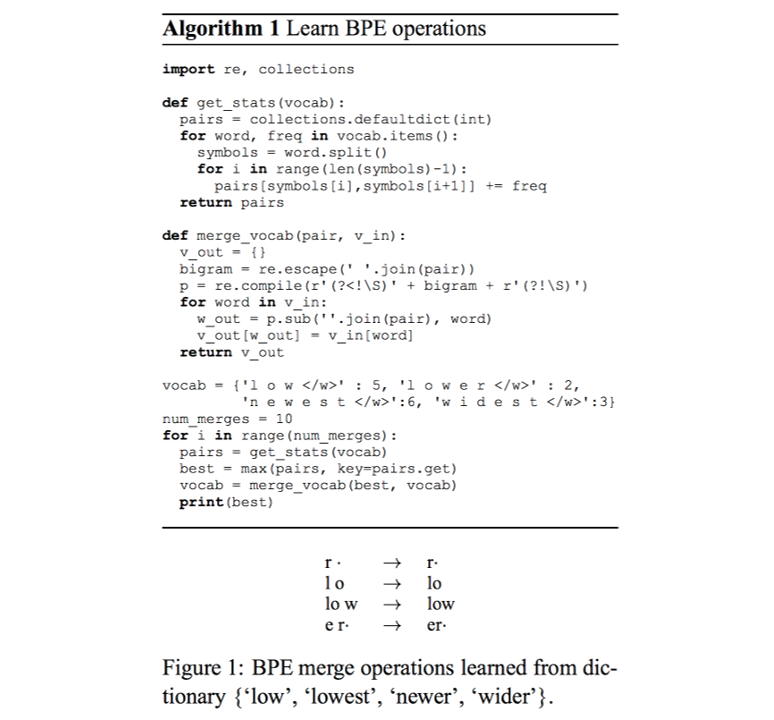 Algorithm 1 Learn BPE operations
import re, collections
def get_stats(vocab):
  pairs = collections.defaultdict(int)
  for word, freq in vocab.items():
    symbols = word.split()
    for i in range(len(symbols)-1):
      pairs[symbols[i],symbols[i+1]] += freq
  return pairs
def merge_vocab(pair, v_in):
  v_out = {}
  bigram = re.escape(' '.join(pair))
  p = re.compile(r'(?<!\S)' + bigram + r'(?!\S)')
  for word in v_in:
    w_out = p.sub(''.join(pair), word)
    v_out[w_out] = v_in[word]
  return v_out
vocab = {'l o w </w>' : 5, 'l o w e r </w>' : 2,
         'n e w e s t </w>':6, 'w i d e s t </w>':3}
num_merges = 10
for i in range(num_merges):
  pairs = get_stats(vocab)
  best = max(pairs, key=pairs.get)
  vocab = merge_vocab(best, vocab)
  print(best)
r · → r·
l o → lo
lo w → low
e r· → er·
Figure 1: BPE merge operations learned from dic-
tionary {‘low’, ‘lowest’, ‘newer’, ‘wider’}.